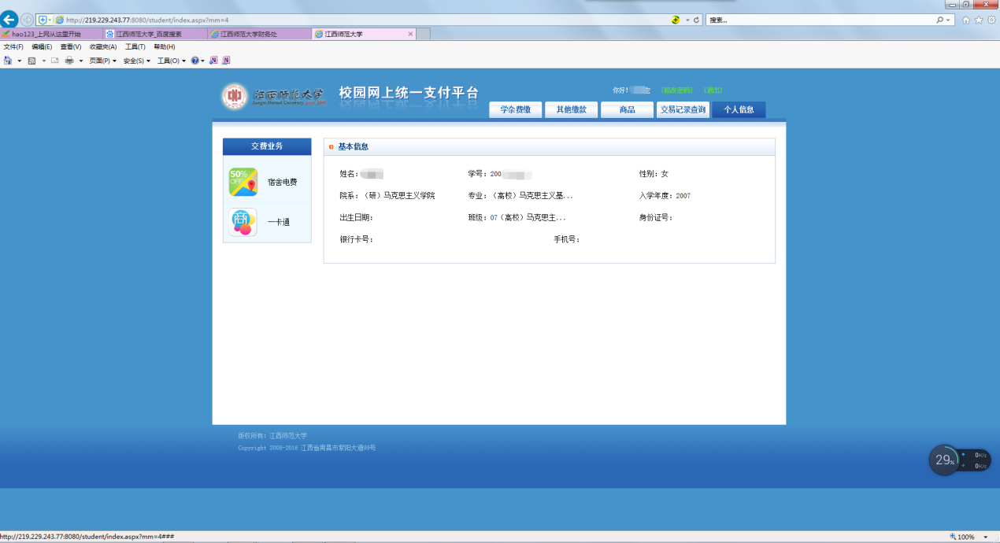 http://219.229.243.77:8080/student/index.aspx?mm=4
搜索...
hao123_上网从这里开始
江西师范大学_百度搜索
江西师范大学财务处
江西师范大学
文件(F) 编辑(E) 查看(V) 收藏夹(A) 工具(T) 帮助(H)
页面(P) 安全(S) 工具(O)
江西师范大学
Jiangxi Normal University
校园网上统一支付平台
你好! 左 [修改密码] [退出]
学杂费缴 其他缴款 商品 交易记录查询 个人信息
交费业务
50% OFF
宿舍电费
商
一卡通
基本信息
姓名: 学号: 200 性别: 女
院系: (研) 马克思主义学院 专业: (高校) 马克思主义基... 入学年度: 2007
出生日期: 班级: 07 (高校) 马克思主... 身份证号:
银行卡号: 手机号:
版权所有: 江西师范大学
Copyright 2008-2016 江西省南昌市紫阳大道99号
29%
0K/s
0K/s
http://219.229.243.77:8080/student/index.aspx?mm=4###
100%